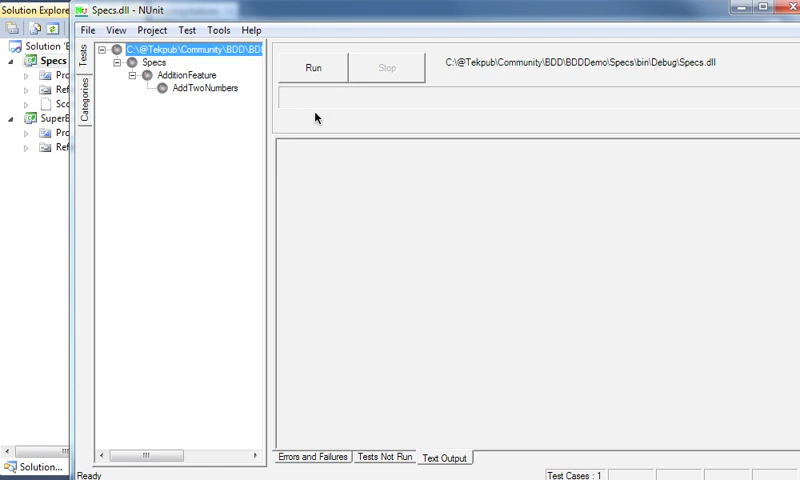 Solution Explore
Specs.dll - NUnit
File View Project Test Tools Help
Solution 'B
Specs
Pro
Ref
Sco
SuperB
Pro
Ref
Solution...
Tests
Categories
C:\@Tekpub\Community\BDD\BDI
Specs
AdditionFeature
AddTwoNumbers
Run
Stop
C:\@Tekpub\Community\BDD\BDDDemo\Specs\bin\Debug\Specs.dll
Errors and Failures
Tests Not Run
Text Output
Ready
Test Cases : 1